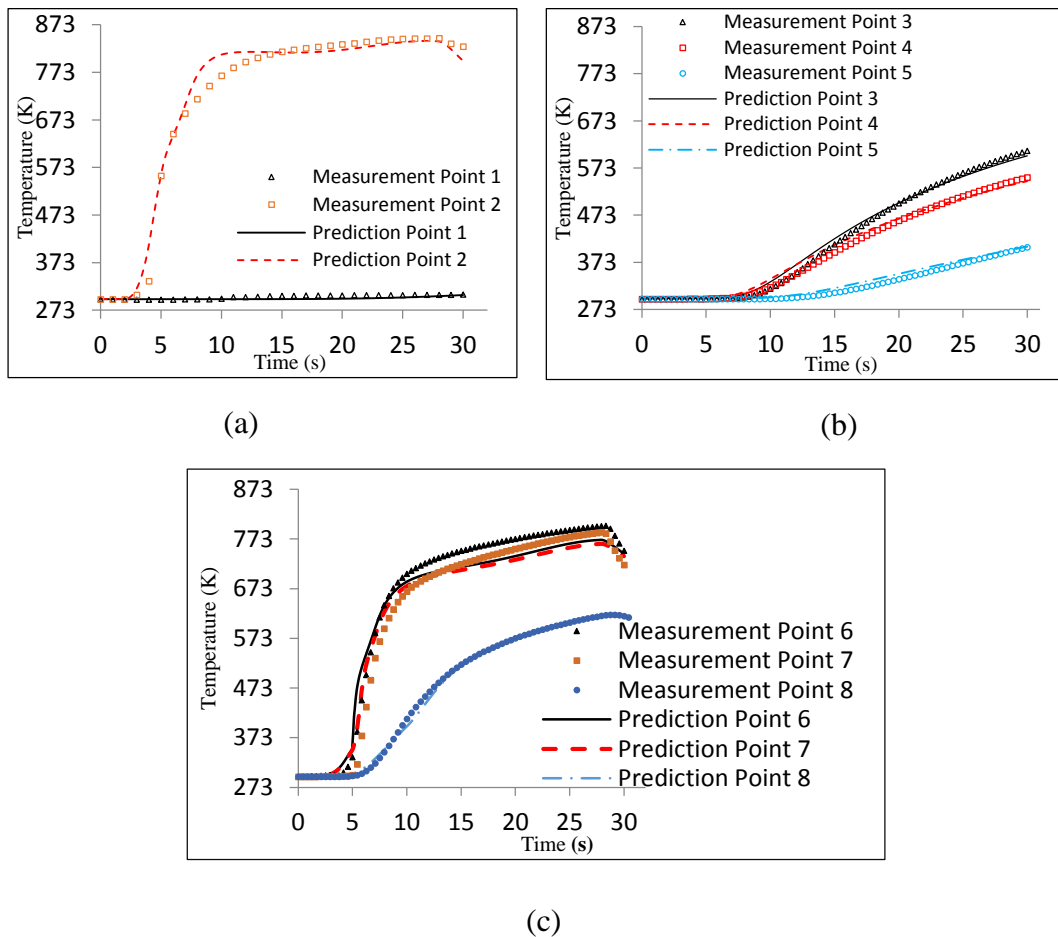 873
773
673
573
473
373
273
Temperature (K)
Measurement Point 1
Measurement Point 2
Prediction Point 1
Prediction Point 2
0 5 10 15 20 25 30
Time (s)
(a)
873
773
673
573
473
373
273
Temperature (K)
Measurement Point 3
Measurement Point 4
Measurement Point 5
Prediction Point 3
Prediction Point 4
Prediction Point 5
0 5 10 15 20 25 30
Time (s)
(b)
873
773
673
573
473
373
273
Temperature (K)
Measurement Point 6
Measurement Point 7
Measurement Point 8
Prediction Point 6
Prediction Point 7
Prediction Point 8
0 5 10 15 20 25 30
Time (s)
(c)